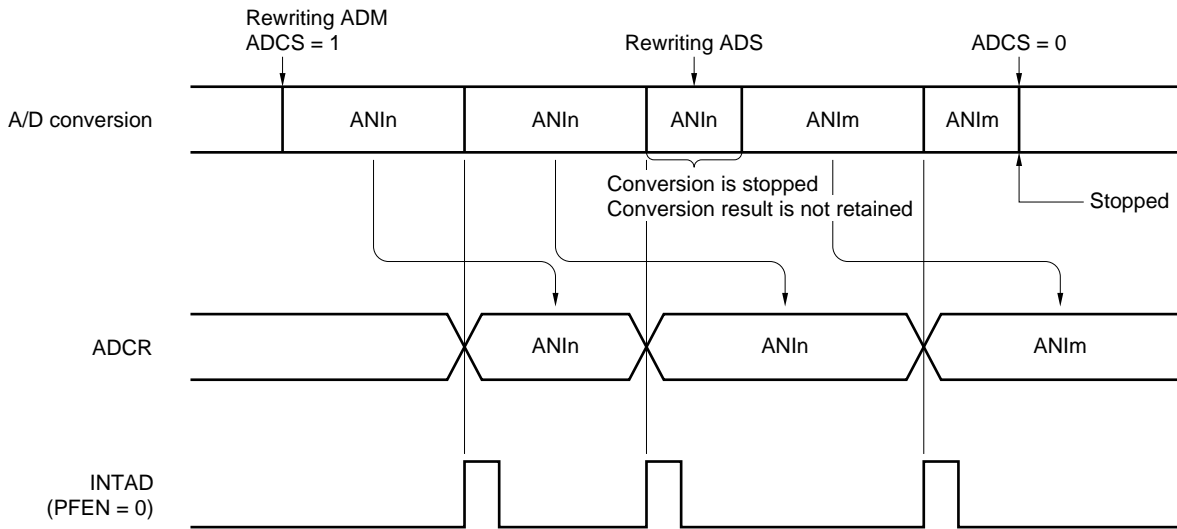 Rewriting ADM
ADCS = 1
Rewriting ADS
ADCS = 0
A/D conversion
ANIn
ANIn
ANIn
ANIm
ANIm
Conversion is stopped
Conversion result is not retained
Stopped
ADCR
ANIn
ANIn
ANIm
INTAD
(PFEN = 0)